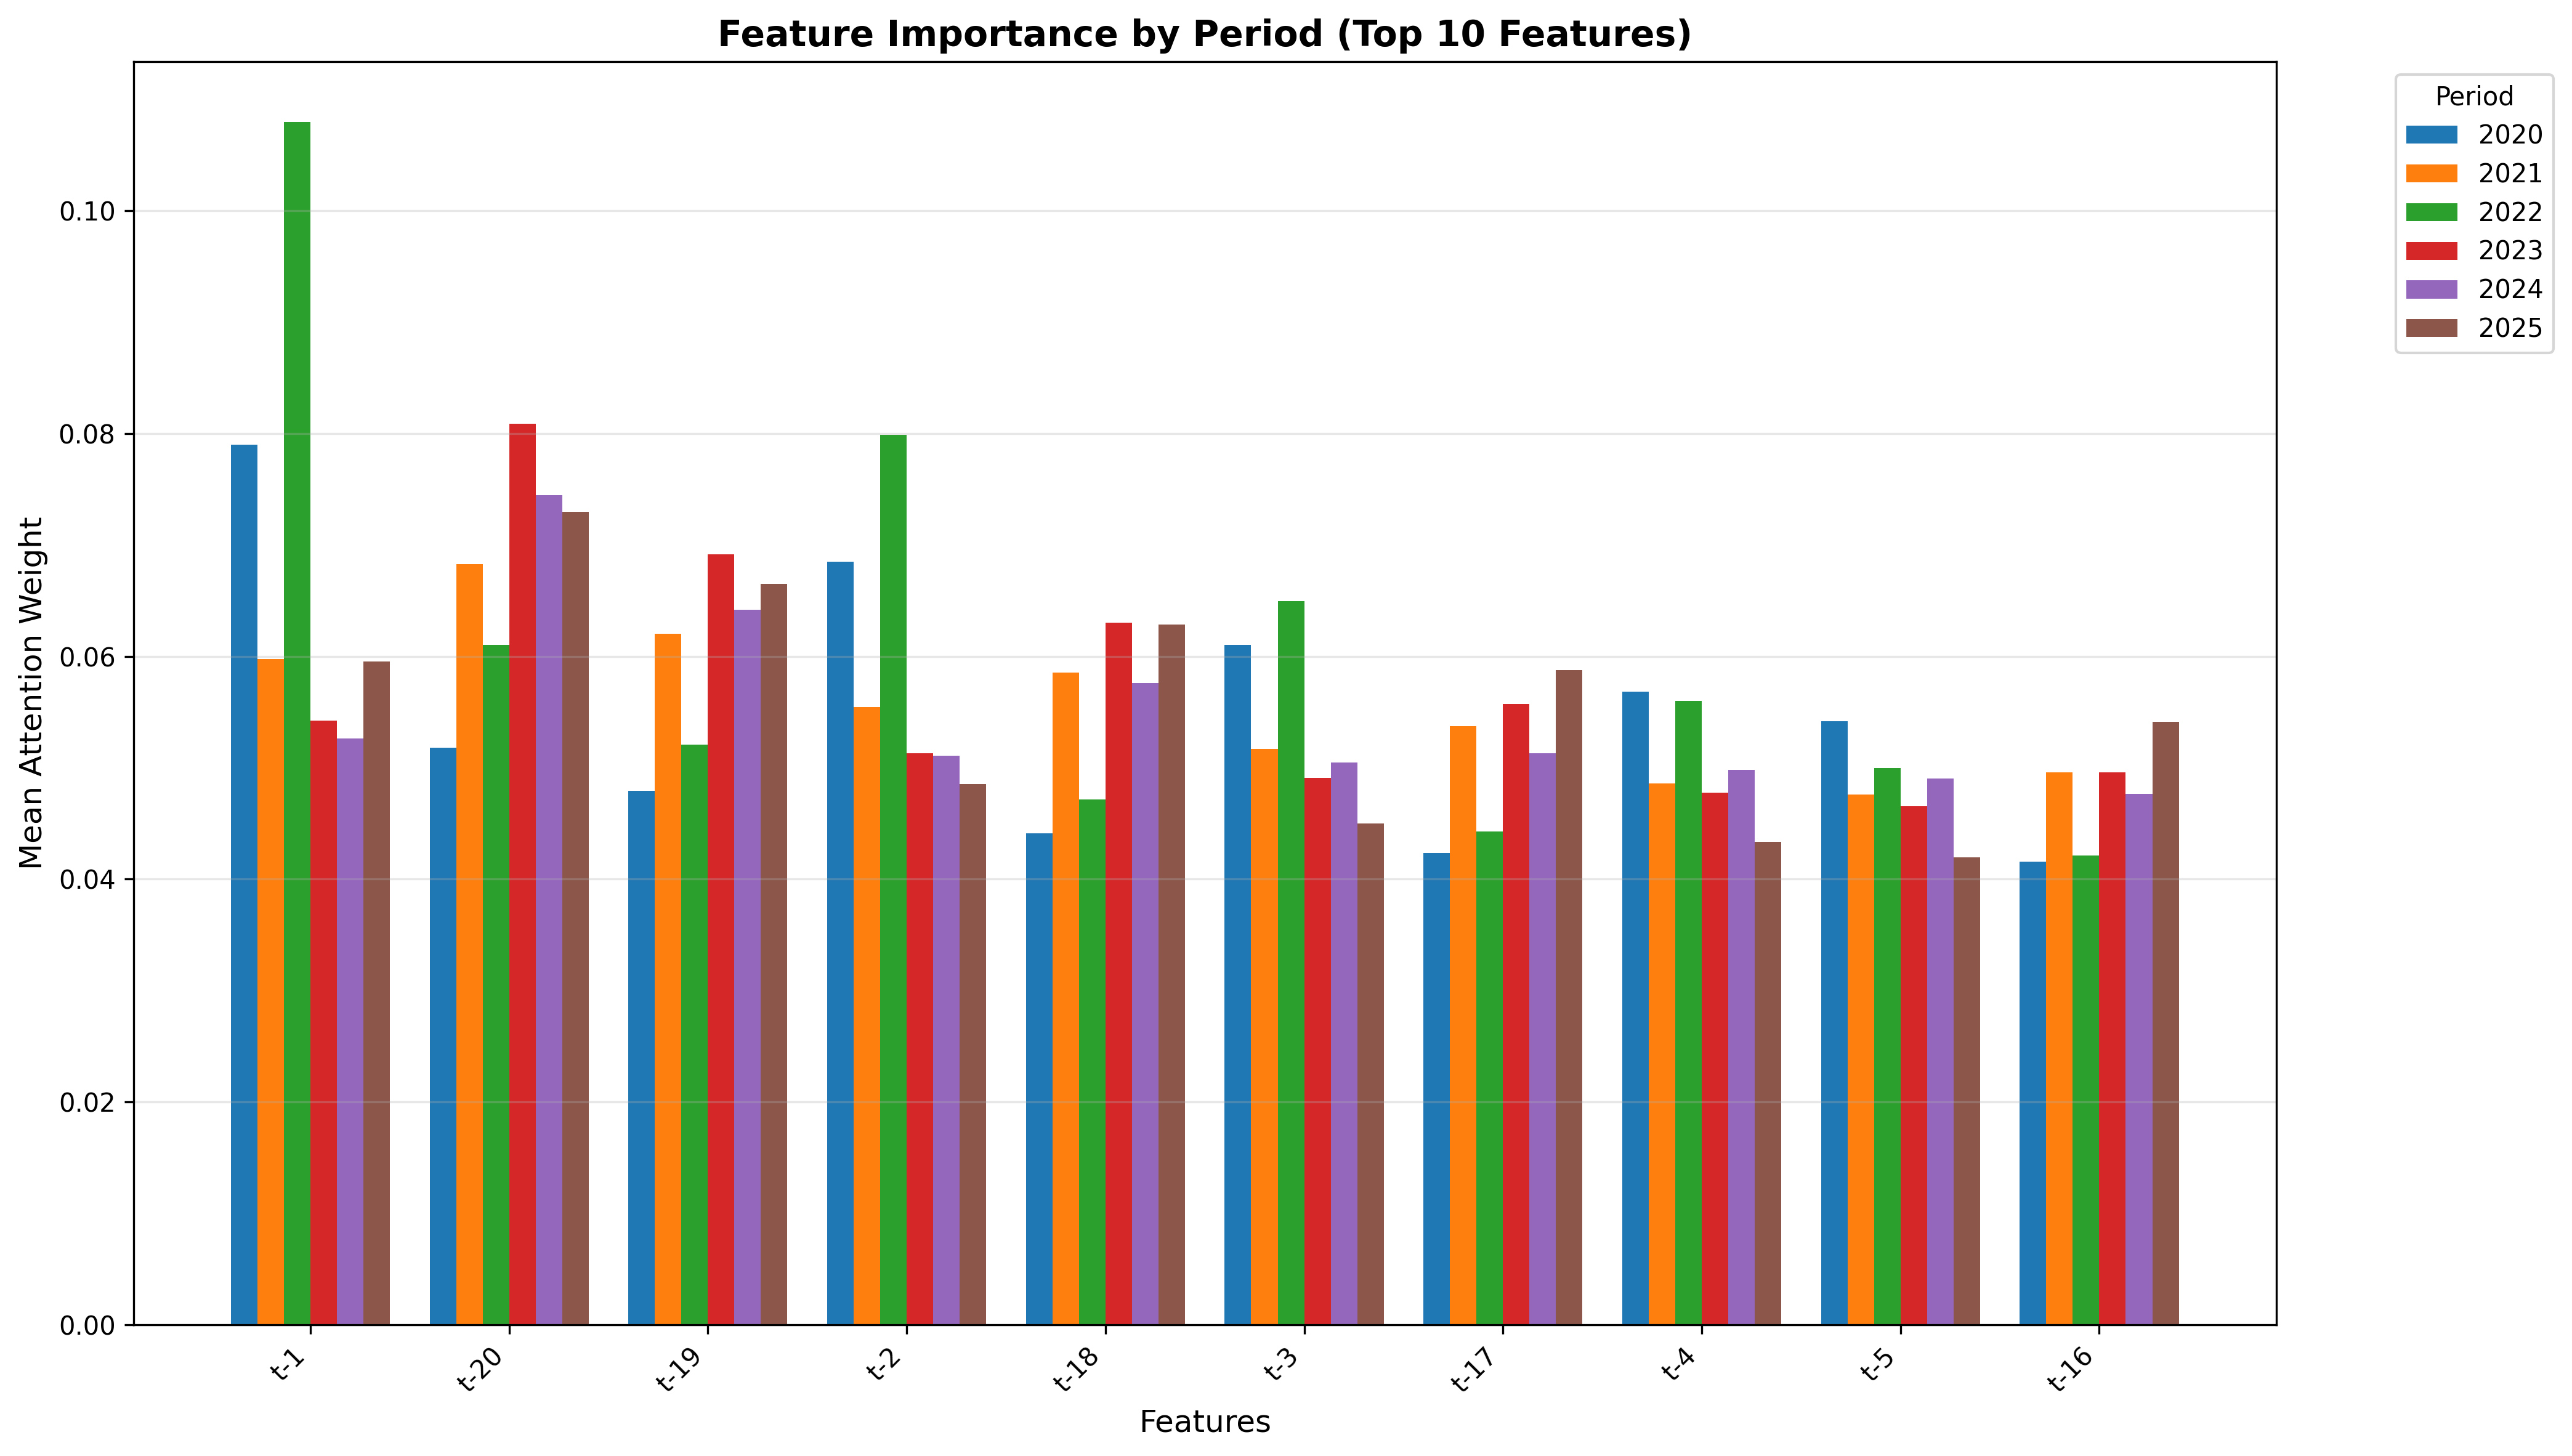 Feature Importance by Period (Top 10 Features)
Period
2020
2021
2022
2023
2024
2025
Mean Attention Weight
0.10
0.08
0.06
0.04
0.02
0.00
t-1
t-20
t-19
t-2
t-18
t-3
t-17
t-4
t-5
t-16
Features